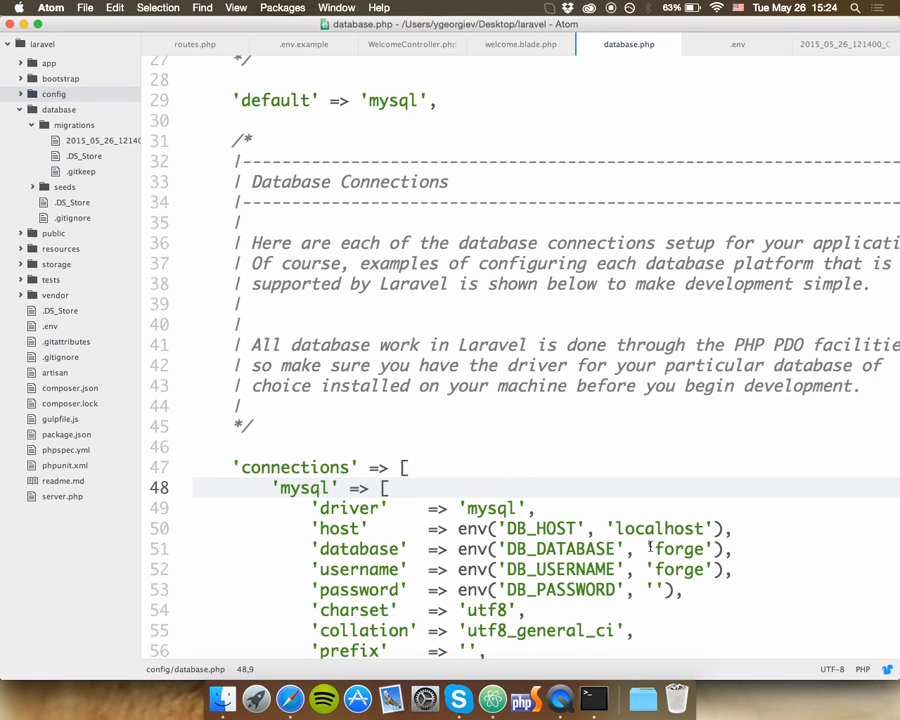 Atom File Edit Selection Find View Packages Window Help 63% Tue May 26 15:24
database.php - /Users/ygeorgiev/Desktop/laravel - Atom
laravel
routes.php .env.example WelcomeController.php welcome.blade.php database.php .env 2015_05_26_121400_C
app
bootstrap
config
database
migrations
2015_05_26_12140
.DS_Store
.gitkeep
seeds
.DS_Store
.gitignore
public
resources
storage
tests
vendor
.DS_Store
.env
.gitattributes
.gitignore
artisan
composer.json
composer.lock
gulpfile.js
package.json
phpspec.yml
phpunit.xml
readme.md
server.php
27 */
28
29 'default' => 'mysql',
30
31 /*
32 |--------------------------------------------------------------------------
33 | Database Connections
34 |--------------------------------------------------------------------------
35 |
36 | Here are each of the database connections setup for your applicati
37 | Of course, examples of configuring each database platform that is
38 | supported by Laravel is shown below to make development simple.
39 |
40 |
41 | All database work in Laravel is done through the PHP PDO facilitie
42 | so make sure you have the driver for your particular database of
43 | choice installed on your machine before you begin development.
44 |
45 */
46
47 'connections' => [
48 'mysql' => [
49 'driver' => 'mysql',
50 'host' => env('DB_HOST', 'localhost'),
51 'database' => env('DB_DATABASE', 'forge'),
52 'username' => env('DB_USERNAME', 'forge'),
53 'password' => env('DB_PASSWORD', ''),
54 'charset' => 'utf8',
55 'collation' => 'utf8_general_ci',
56 'prefix' => '',
config/database.php 48,9 UTF-8 PHP
php